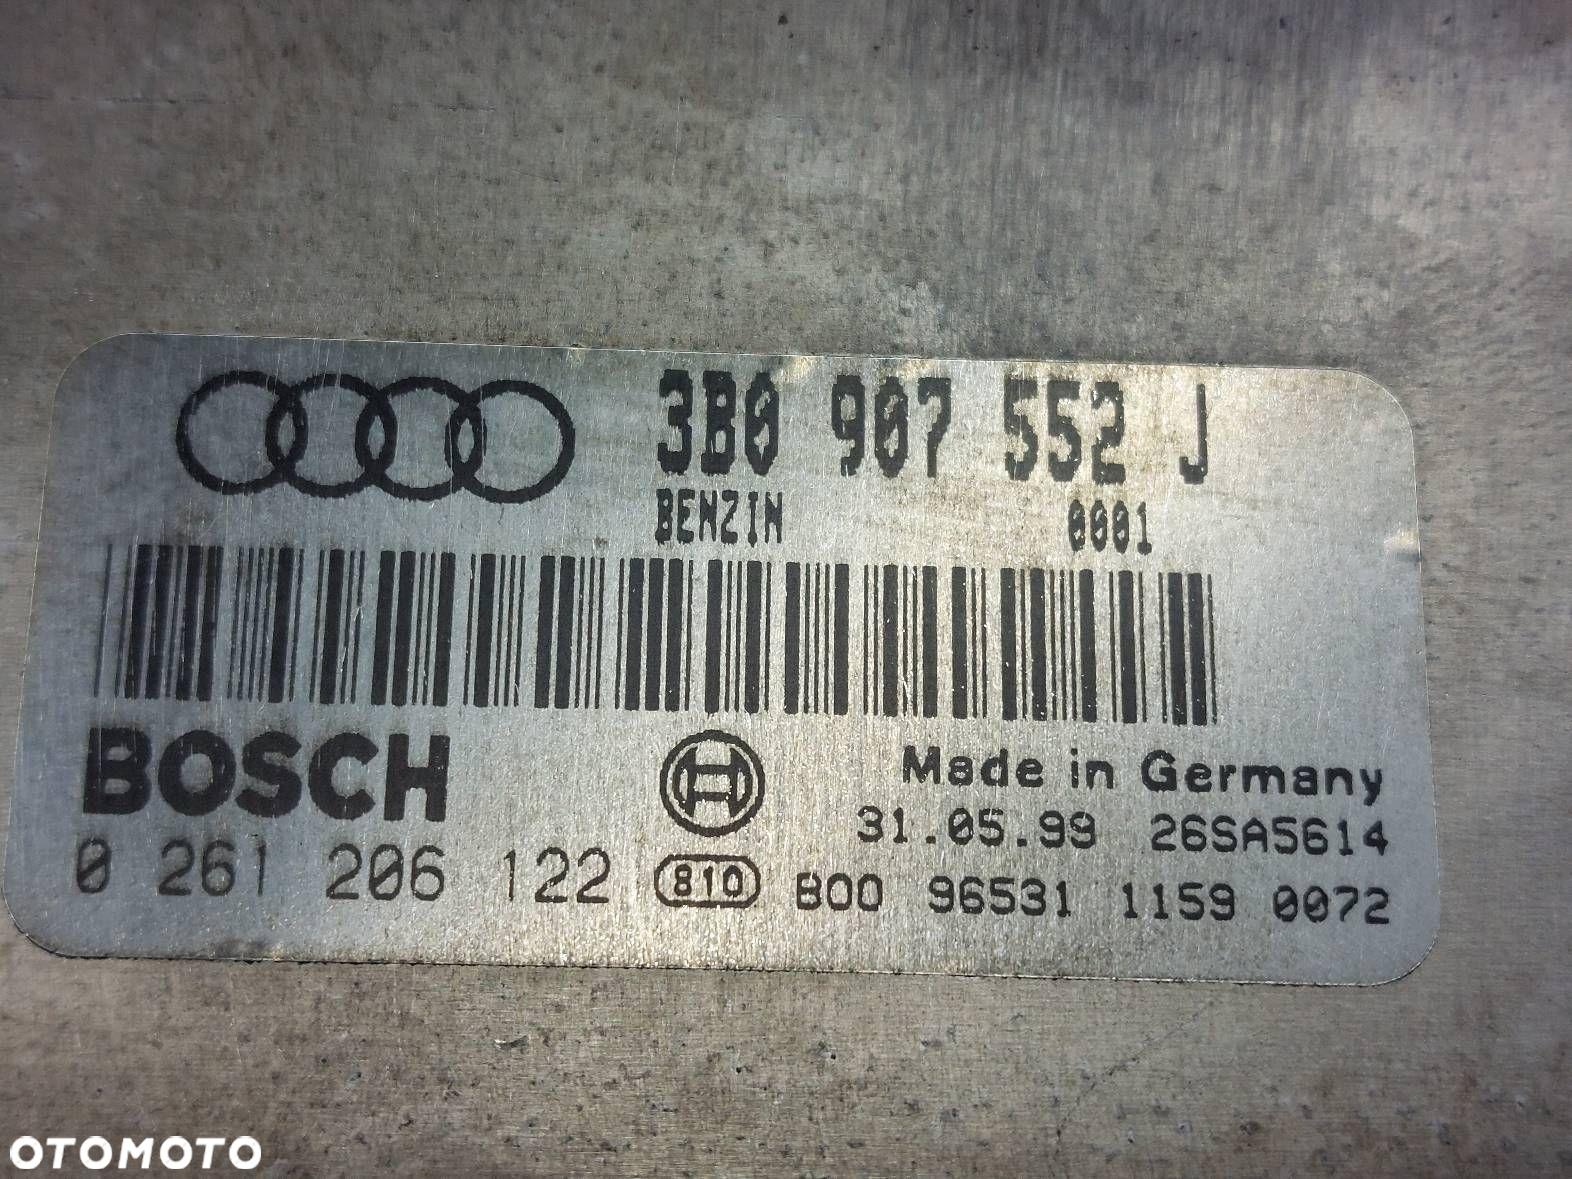 3B0 907 552 J
BENZIN 0001
BOSCH
Made in Germany
31.05.99 26SA5614
0 261 206 122 810 B00 96531 1159 0072
OTOMOTO